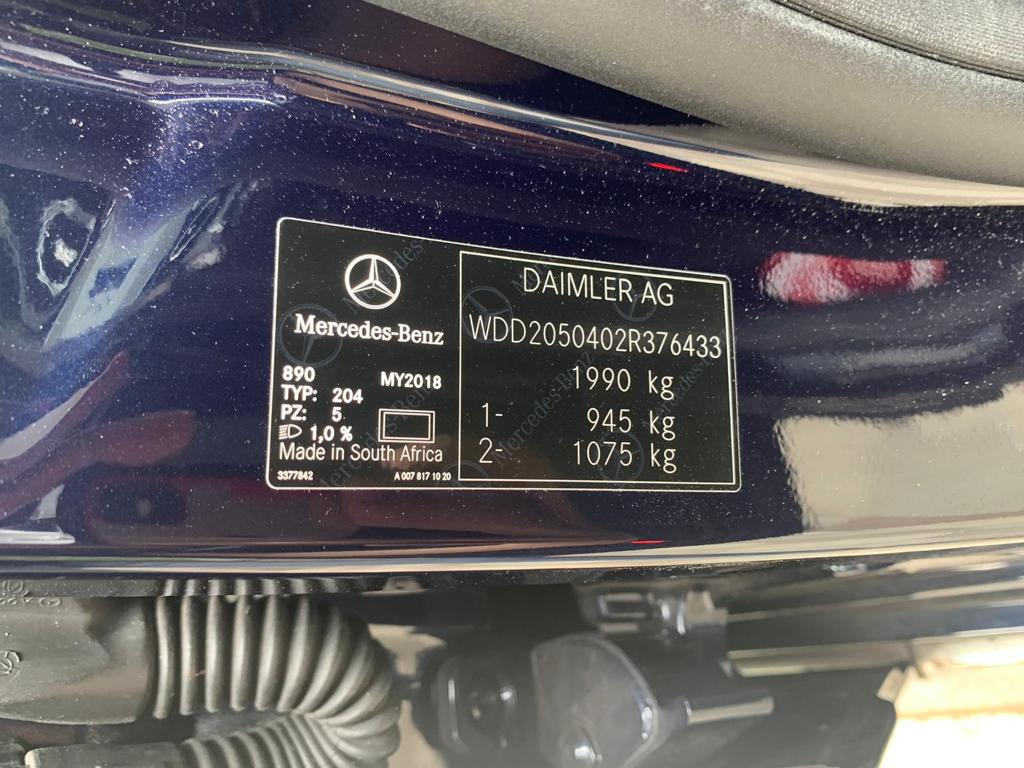 Mercedes-Benz
890 MY2018
TYP: 204
PZ: 5
1,0 %
Made in South Africa
3377842 A 007 817 10 20
DAIMLER AG
WDD2050402R376433
1990 kg
1- 945 kg
2- 1075 kg